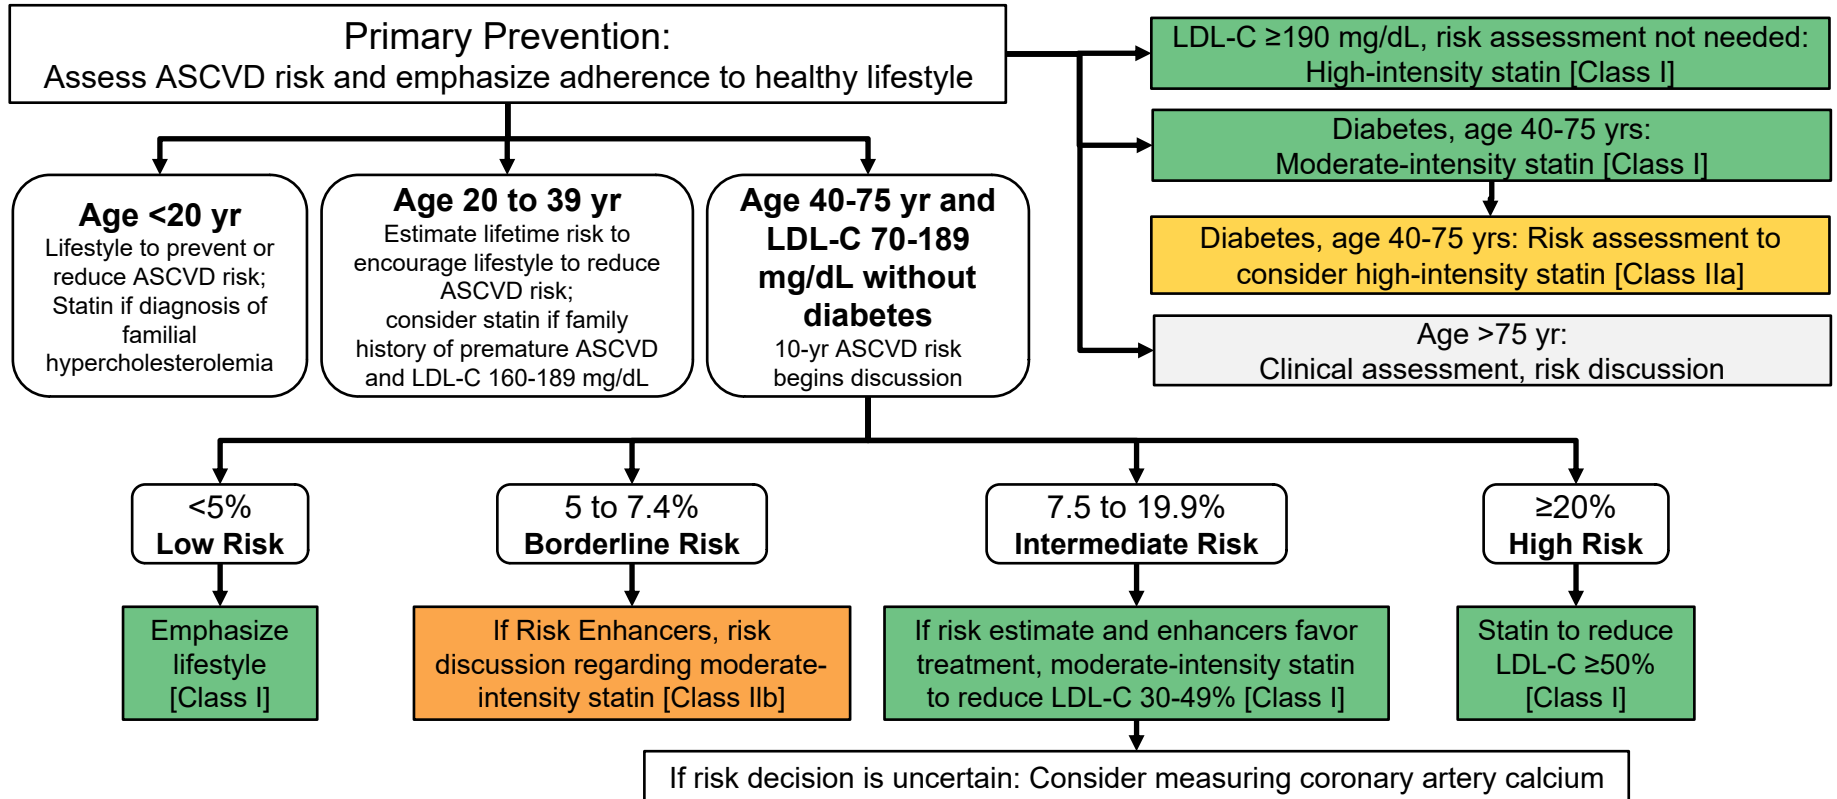 Primary Prevention:
Assess ASCVD risk and emphasize adherence to healthy lifestyle
LDL-C ≥190 mg/dL, risk assessment not needed:
High-intensity statin [Class I]
Diabetes, age 40-75 yrs:
Moderate-intensity statin [Class I]
Diabetes, age 40-75 yrs: Risk assessment to
consider high-intensity statin [Class IIa]
Age >75 yr:
Clinical assessment, risk discussion
Age <20 yr
Lifestyle to prevent or
reduce ASCVD risk;
Statin if diagnosis of
familial
hypercholesterolemia
Age 20 to 39 yr
Estimate lifetime risk to
encourage lifestyle to reduce
ASCVD risk;
consider statin if family
history of premature ASCVD
and LDL-C 160-189 mg/dL
Age 40-75 yr and
LDL-C 70-189
mg/dL without
diabetes
10-yr ASCVD risk
begins discussion
<5%
Low Risk
5 to 7.4%
Borderline Risk
7.5 to 19.9%
Intermediate Risk
≥20%
High Risk
Emphasize
lifestyle
[Class I]
If Risk Enhancers, risk
discussion regarding moderate-
intensity statin [Class IIb]
If risk estimate and enhancers favor
treatment, moderate-intensity statin
to reduce LDL-C 30-49% [Class I]
Statin to reduce
LDL-C ≥50%
[Class I]
If risk decision is uncertain: Consider measuring coronary artery calcium